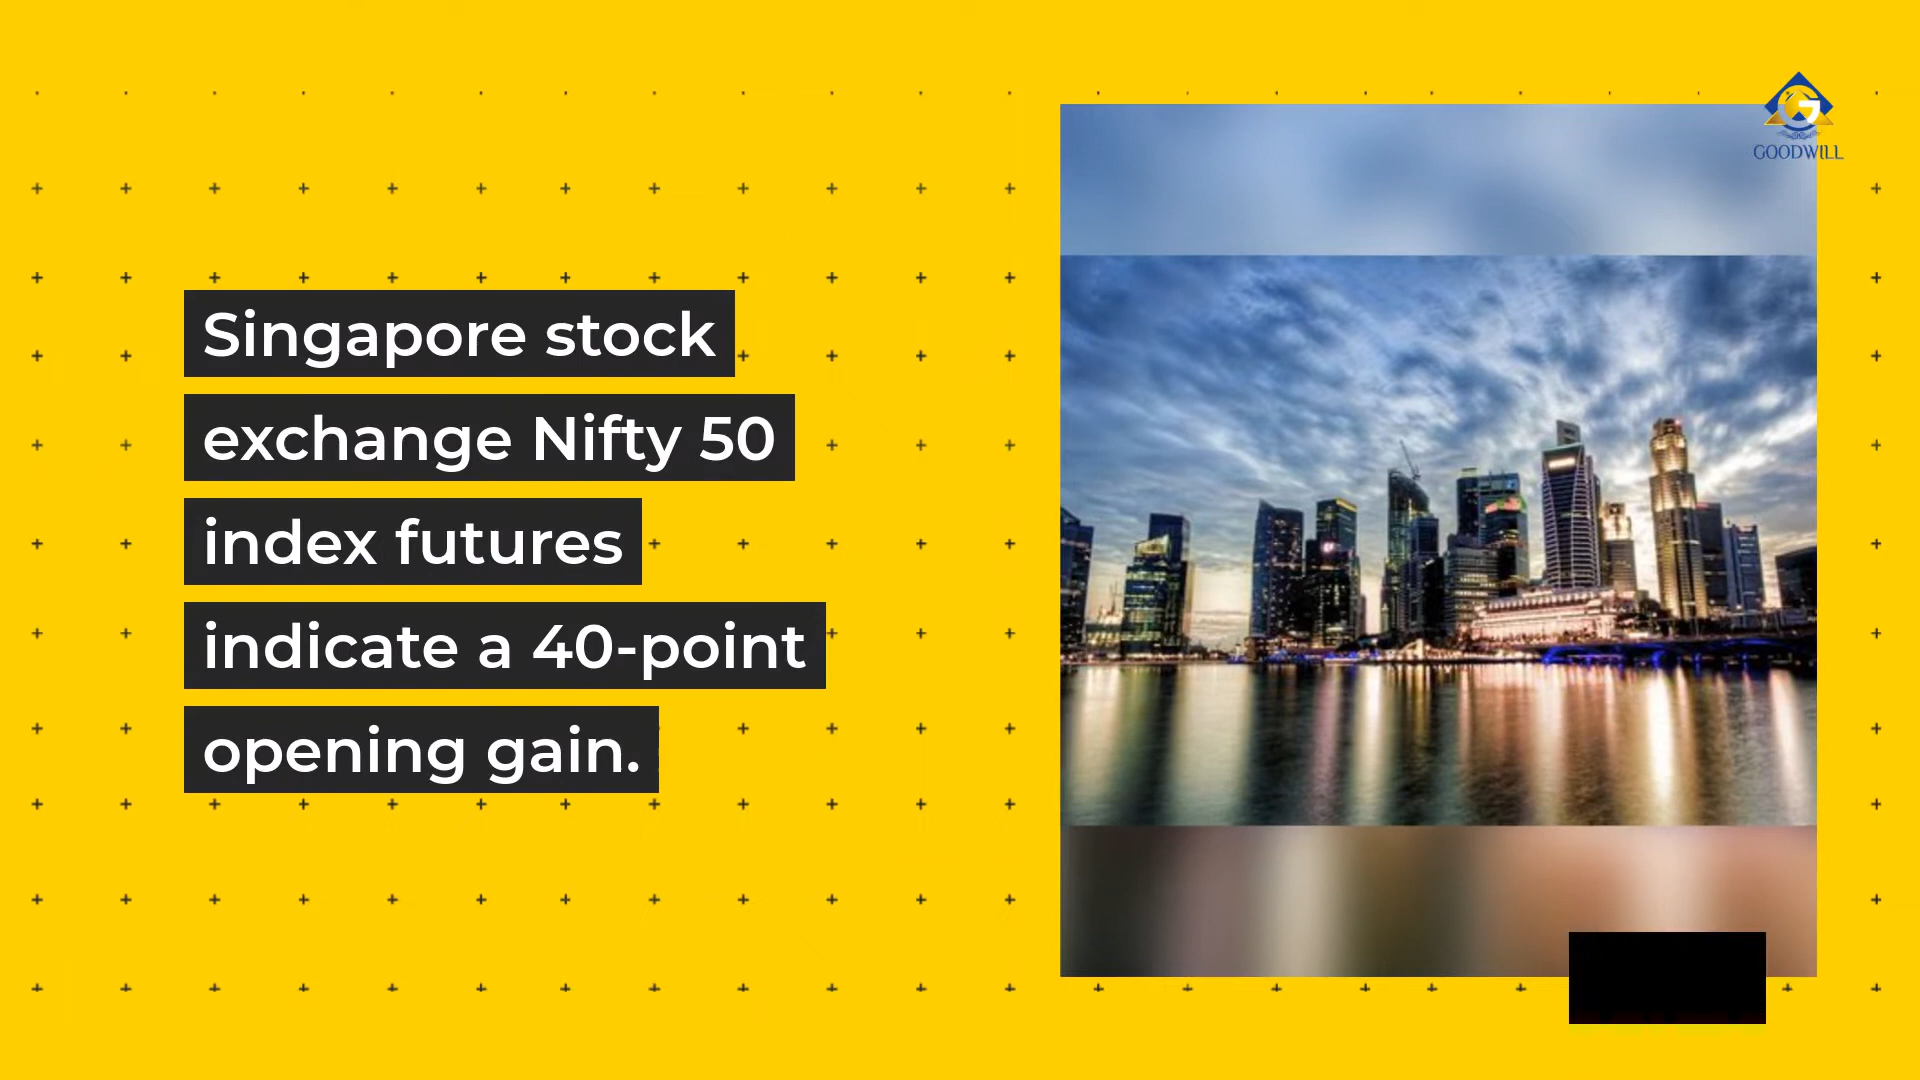 GOODWILL
Singapore stock
exchange Nifty 50
index futures
indicate a 40-point
opening gain.